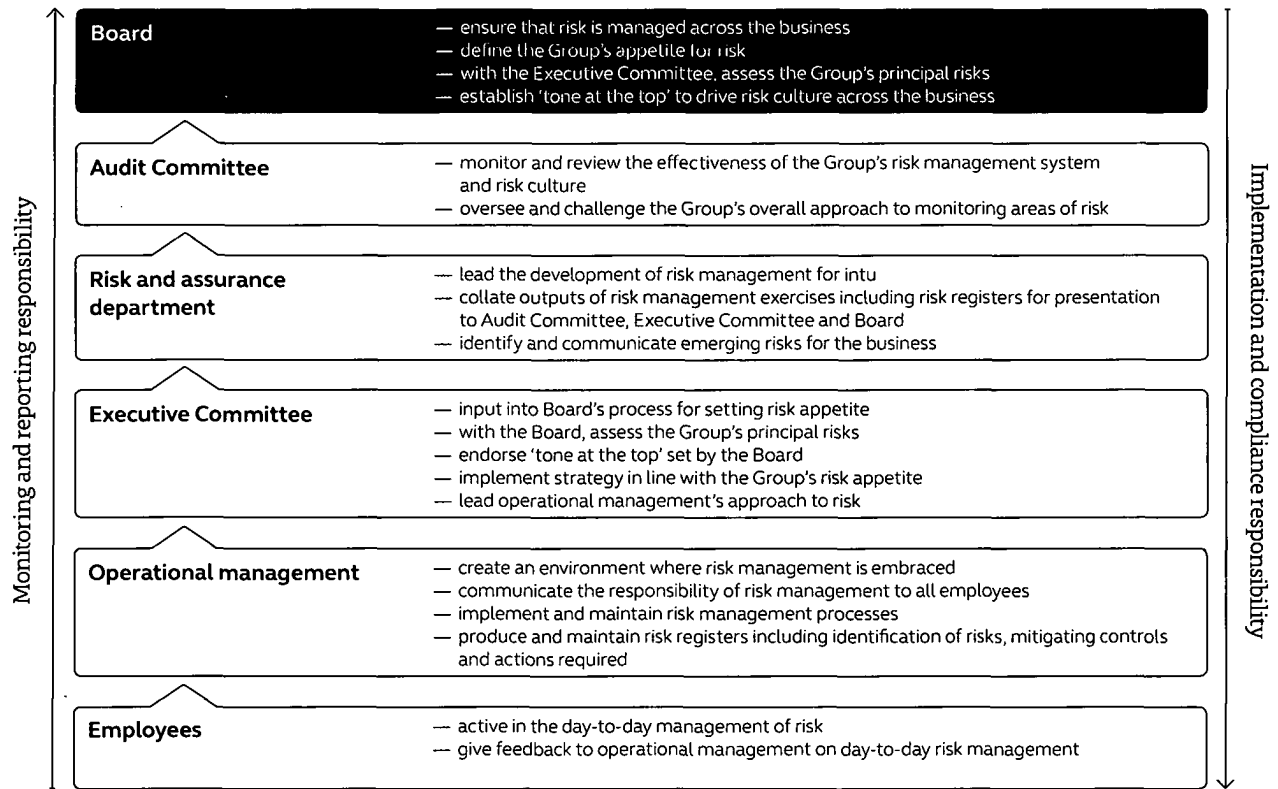 Monitoring and reporting responsibility
Board
— ensure that risk is managed across the business
— define the Group's appetite for risk
— with the Executive Committee, assess the Group's principal risks
— establish 'tone at the top' to drive risk culture across the business
Audit Committee
— monitor and review the effectiveness of the Group's risk management system
and risk culture
— oversee and challenge the Group's overall approach to monitoring areas of risk
Risk and assurance
department
— lead the development of risk management for intu
— collate outputs of risk management exercises including risk registers for presentation
to Audit Committee, Executive Committee and Board
— identify and communicate emerging risks for the business
Executive Committee
— input into Board's process for setting risk appetite
— with the Board, assess the Group's principal risks
— endorse 'tone at the top' set by the Board
— implement strategy in line with the Group's risk appetite
— lead operational management's approach to risk
Operational management
— create an environment where risk management is embraced
— communicate the responsibility of risk management to all employees
— implement and maintain risk management processes
— produce and maintain risk registers including identification of risks, mitigating controls
and actions required
Employees
— active in the day-to-day management of risk
— give feedback to operational management on day-to-day risk management
Implementation and compliance responsibility